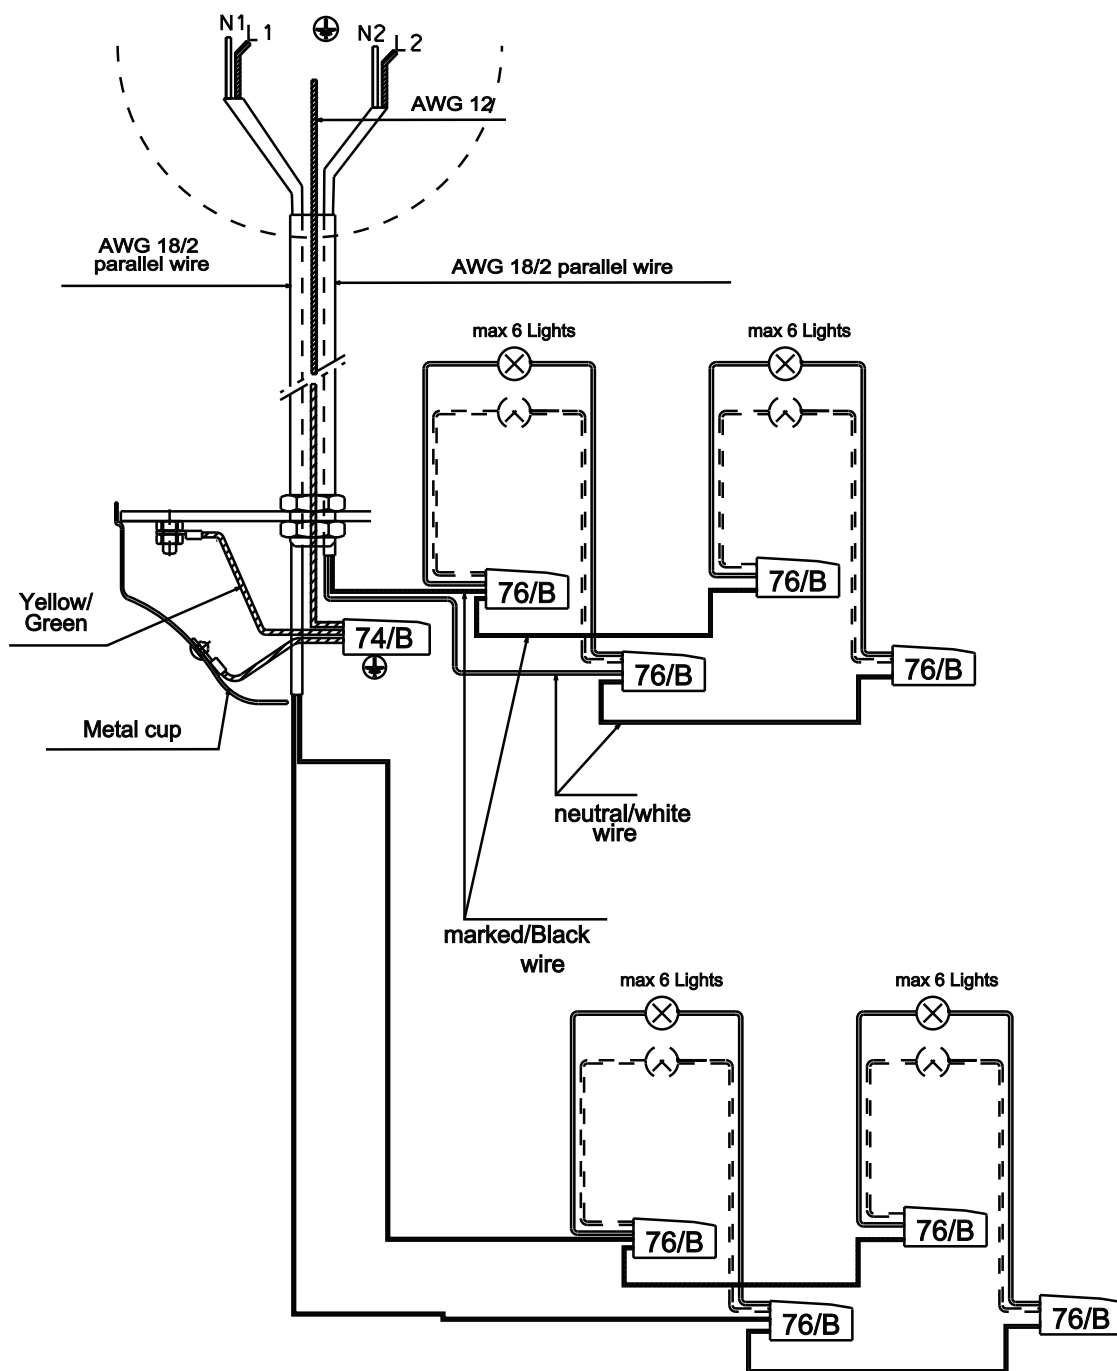 N1
L1
N2
L2
AWG 12
AWG 18/2
parallel wire
AWG 18/2 parallel wire
max 6 Lights
max 6 Lights
76/B
76/B
Yellow/
Green
74/B
76/B
76/B
Metal cup
neutral/white
wire
marked/Black
wire
max 6 Lights
max 6 Lights
76/B
76/B
76/B
76/B